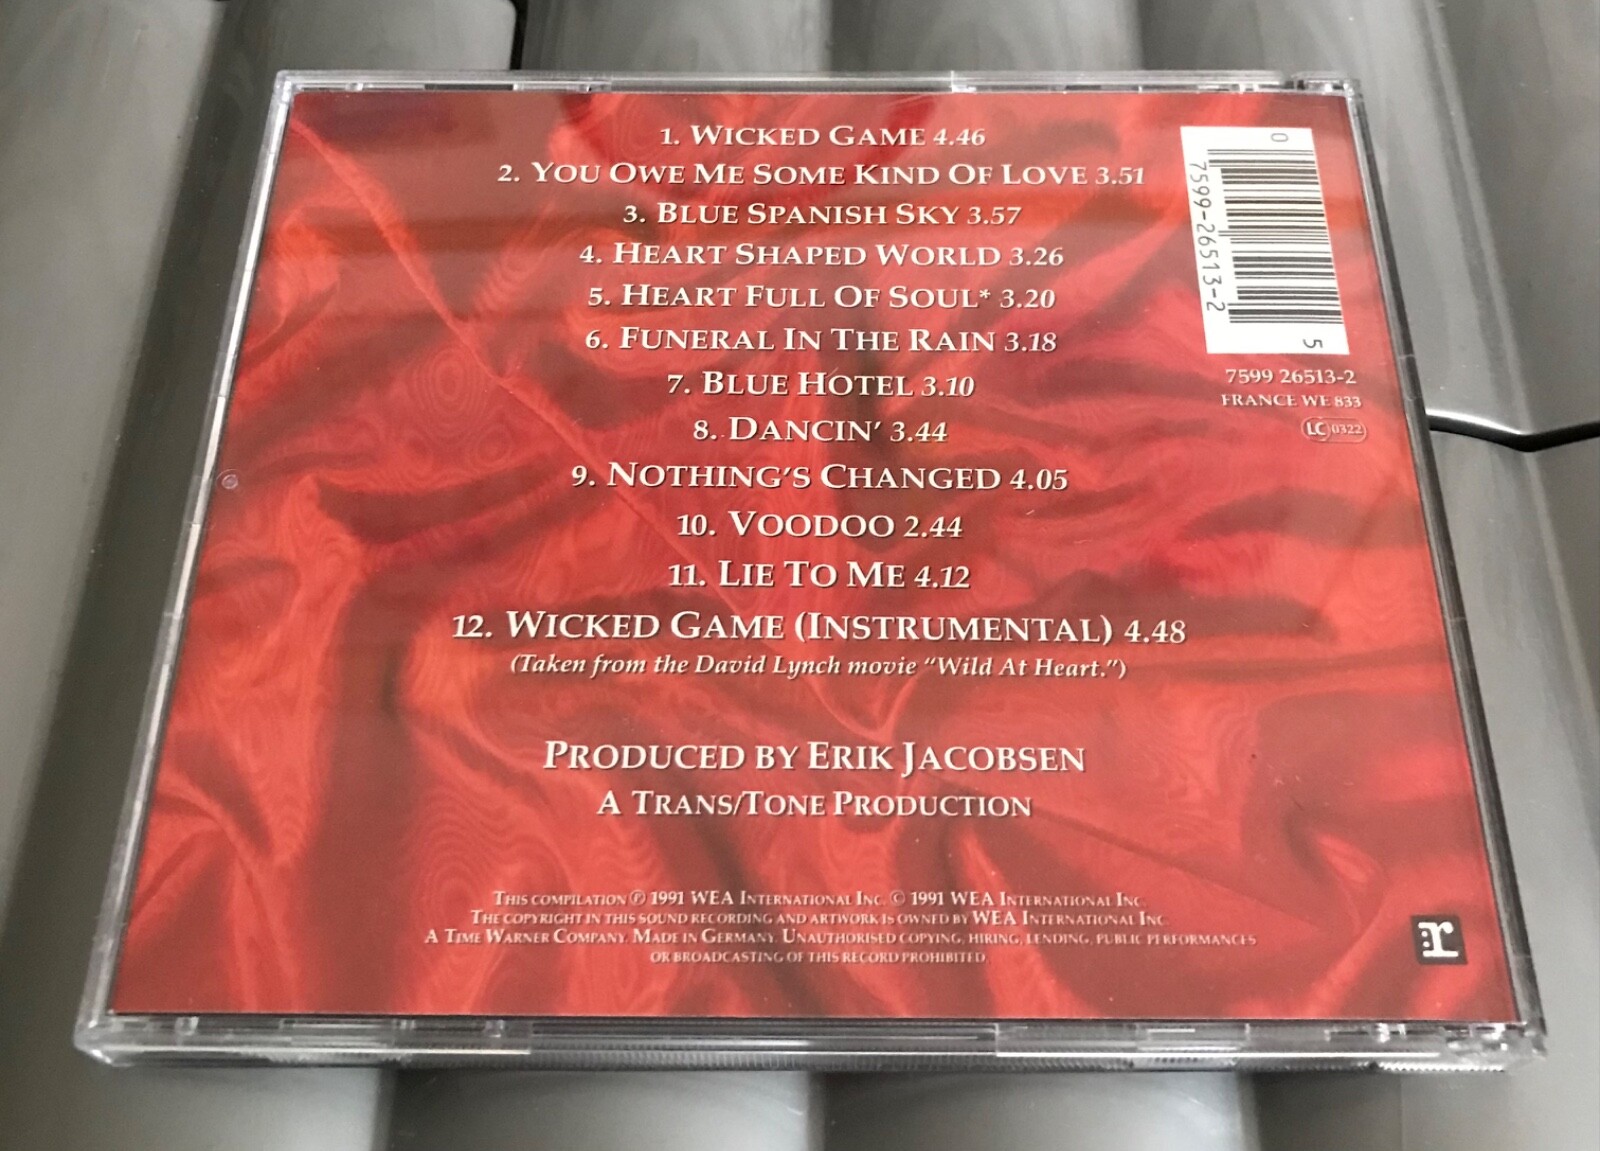 1. WICKED GAME 4.46
2. YOU OWE ME SOME KIND OF LOVE 3.51
3. BLUE SPANISH SKY 3.57
4. HEART SHAPED WORLD 3.26
5. HEART FULL OF SOUL* 3.20
6. FUNERAL IN THE RAIN 3.18
7. BLUE HOTEL 3.10
8. DANCIN' 3.44
9. NOTHING'S CHANGED 4.05
10. VOODOO 2.44
11. LIE TO ME 4.12
12. WICKED GAME (INSTRUMENTAL) 4.48
(Taken from the David Lynch movie “Wild At Heart.”)
PRODUCED BY ERIK JACOBSEN
A TRANS/TONE PRODUCTION
THIS COMPILATION ℗ 1991 WEA INTERNATIONAL INC. © 1991 WEA INTERNATIONAL INC.
THE COPYRIGHT IN THIS SOUND RECORDING AND ARTWORK IS OWNED BY WEA INTERNATIONAL INC.
A TIME WARNER COMPANY. MADE IN GERMANY. UNAUTHORISED COPYING, HIRING, LENDING, PUBLIC PERFORMANCES
OR BROADCASTING OF THIS RECORD PROHIBITED.
0 7599-26513-2 5
7599 26513-2
FRANCE WE 833
LC 0322
:r